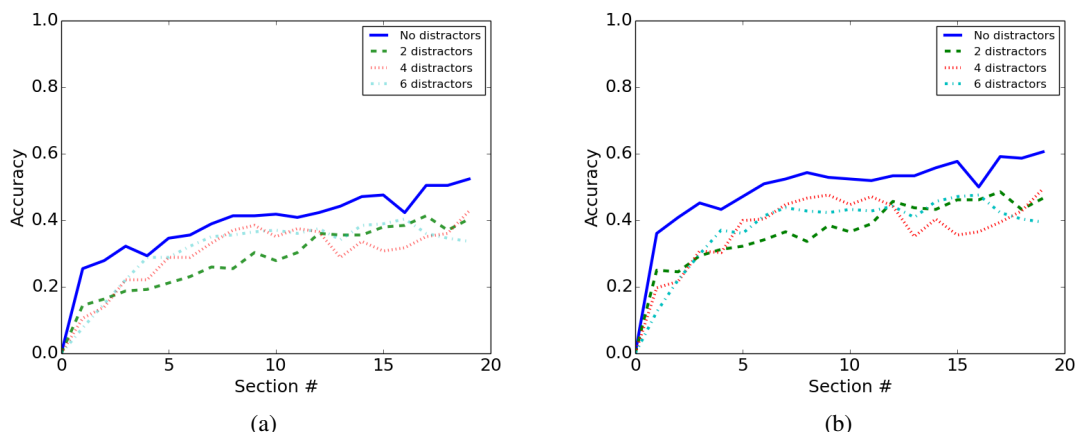 1.0
0.8
0.6
0.4
0.2
0.0
Accuracy
0 5 10 15 20
Section #
No distractors
2 distractors
4 distractors
6 distractors
(a)
1.0
0.8
0.6
0.4
0.2
0.0
Accuracy
0 5 10 15 20
Section #
No distractors
2 distractors
4 distractors
6 distractors
(b)